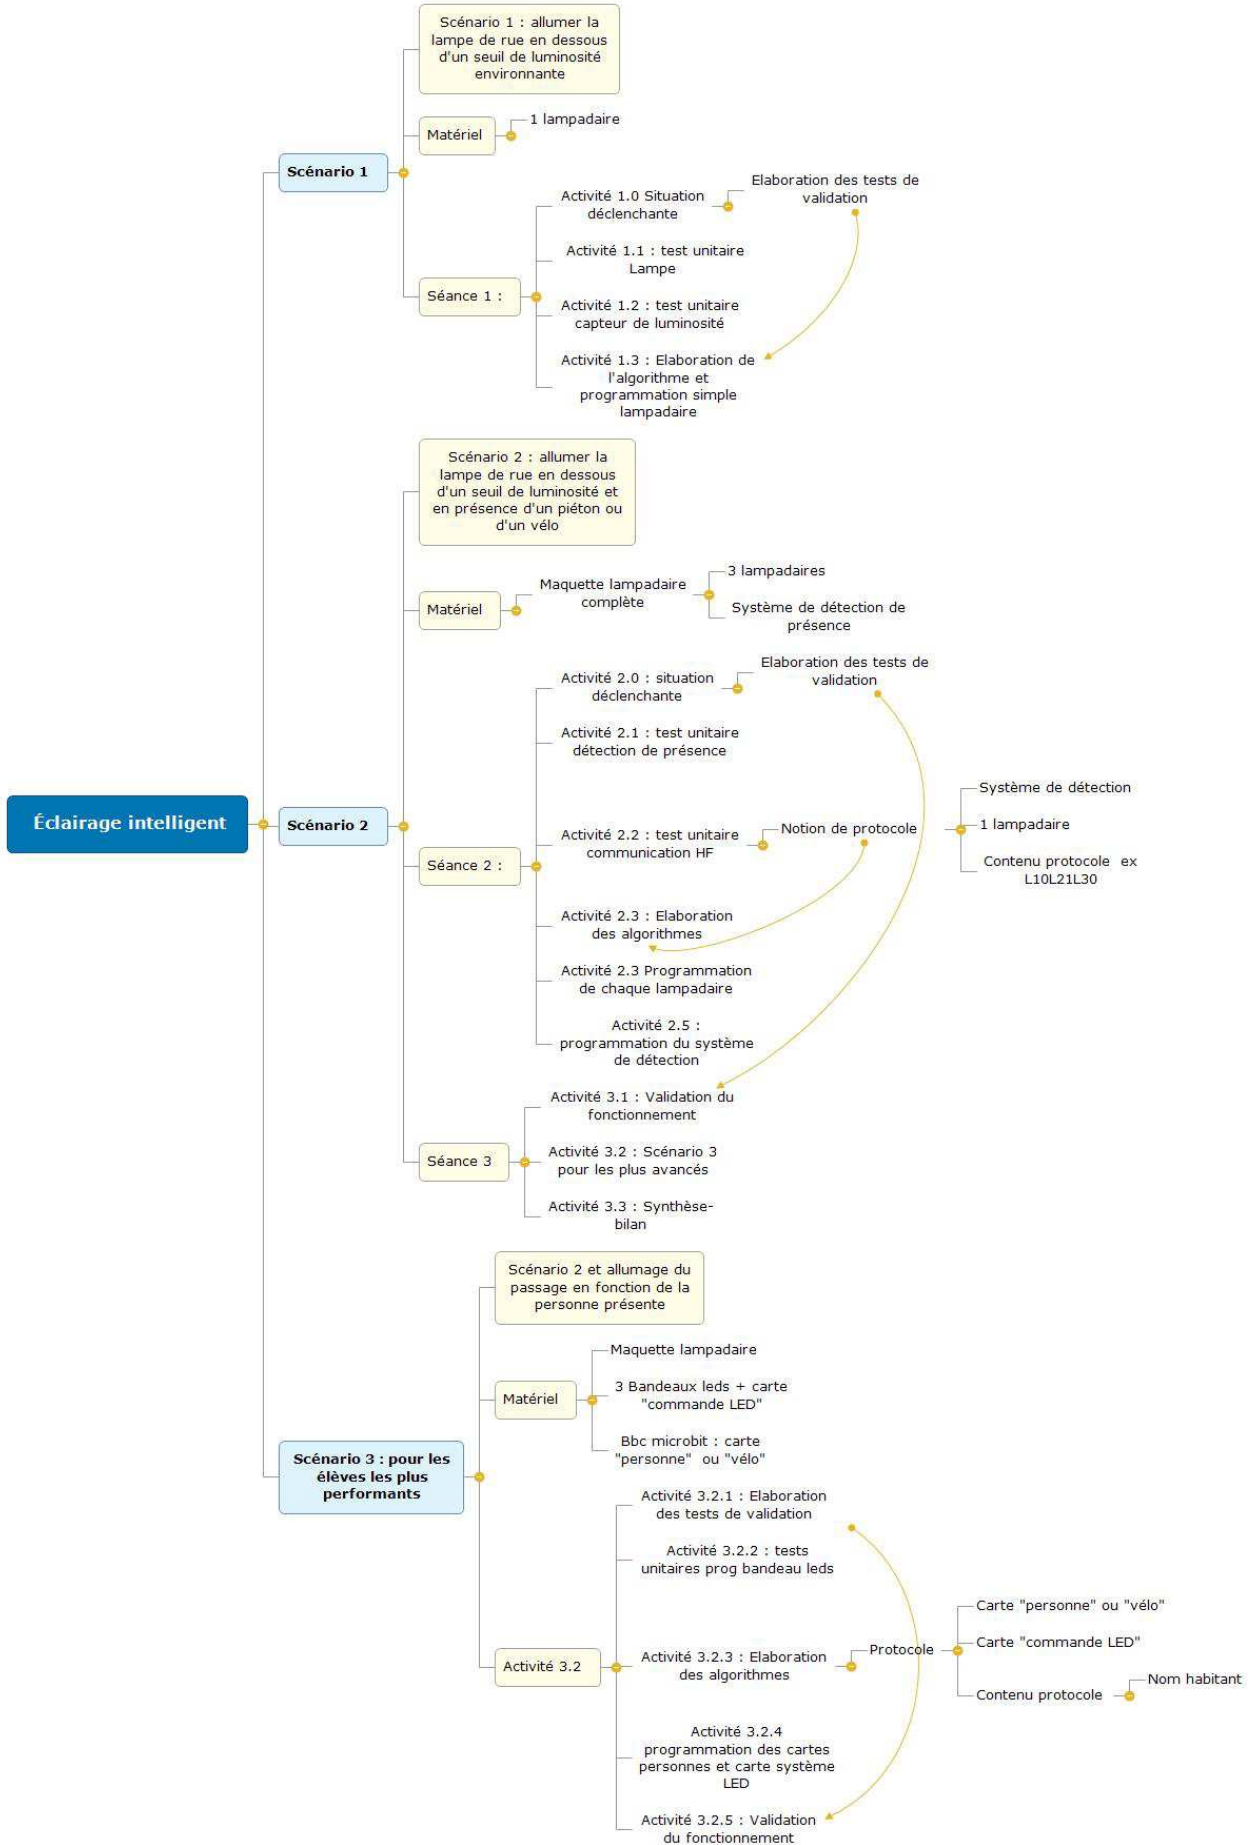 Éclairage intelligent
Scénario 1
Scénario 1 : allumer la
lampe de rue en dessous
d'un seuil de luminosité
environnante
Matériel
1 lampadaire
Séance 1 :
Activité 1.0 Situation
déclenchante
Elaboration des tests de
validation
Activité 1.1 : test unitaire
Lampe
Activité 1.2 : test unitaire
capteur de luminosité
Activité 1.3 : Elaboration de
l'algorithme et
programmation simple
lampadaire
Scénario 2
Scénario 2 : allumer la
lampe de rue en dessous
d'un seuil de luminosité et
en présence d'un piéton ou
d'un vélo
Matériel
Maquette lampadaire
complète
3 lampadaires
Système de détection de
présence
Séance 2 :
Activité 2.0 : situation
déclenchante
Elaboration des tests de
validation
Activité 2.1 : test unitaire
détection de présence
Activité 2.2 : test unitaire
communication HF
Notion de protocole
Système de détection
1 lampadaire
Contenu protocole  ex
L10L21L30
Activité 2.3 : Elaboration
des algorithmes
Activité 2.3 Programmation
de chaque lampadaire
Activité 2.5 :
programmation du système
de détection
Séance 3
Activité 3.1 : Validation du
fonctionnement
Activité 3.2 : Scénario 3
pour les plus avancés
Activité 3.3 : Synthèse-
bilan
Scénario 3 : pour les
élèves les plus
performants
Scénario 2 et allumage du
passage en fonction de la
personne présente
Matériel
Maquette lampadaire
3 Bandeaux leds + carte
"commande LED"
Bbc microbit : carte
"personne"  ou "vélo"
Activité 3.2
Activité 3.2.1 : Elaboration
des tests de validation
Activité 3.2.2 : tests
unitaires prog bandeau leds
Activité 3.2.3 : Elaboration
des algorithmes
Protocole
Carte "personne" ou "vélo"
Carte "commande LED"
Contenu protocole
Nom habitant
Activité 3.2.4
programmation des cartes
personnes et carte système
LED
Activité 3.2.5 : Validation
du fonctionnement